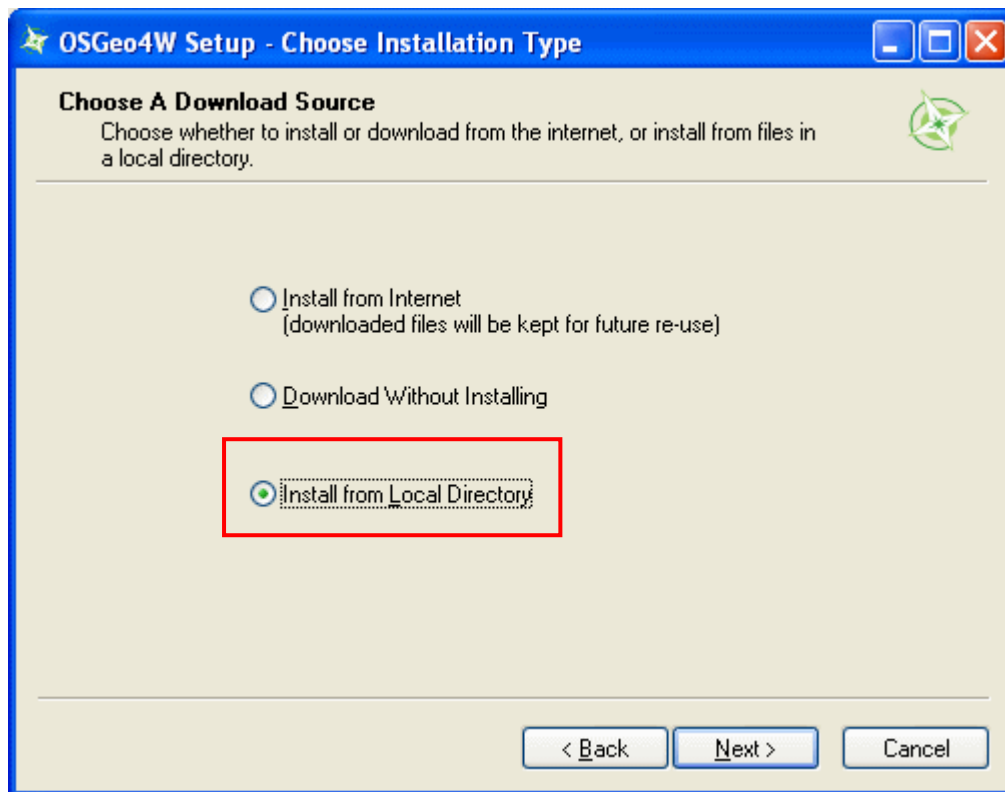 OSGeo4W Setup - Choose Installation Type
Choose A Download Source
Choose whether to install or download from the internet, or install from files in
a local directory.
Install from Internet
(downloaded files will be kept for future re-use)
Download Without Installing
Install from Local Directory
< Back
Next >
Cancel